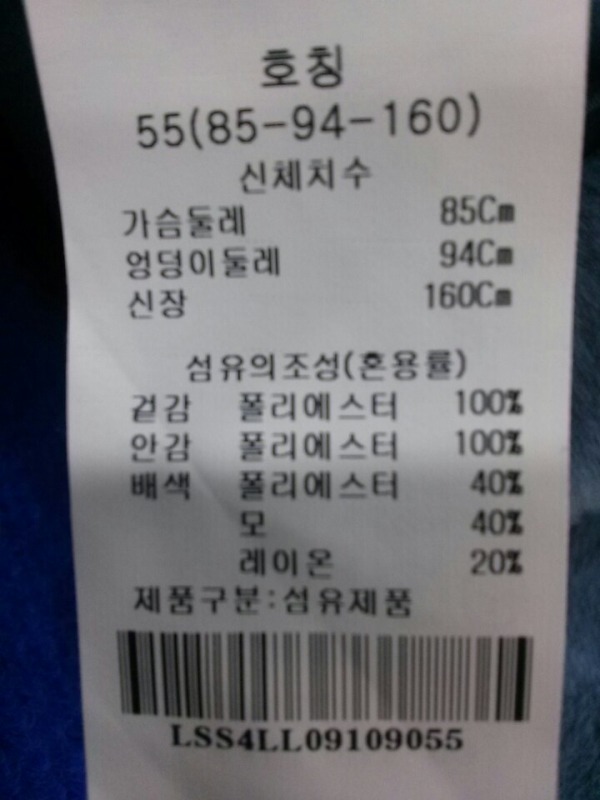 호칭
55(85-94-160)
신체치수
가슴둘레 85Cm
엉덩이둘레 94Cm
신장 160Cm
섬유의조성(혼용률)
겉감 폴리에스터 100%
안감 폴리에스터 100%
배색 폴리에스터 40%
모 40%
레이온 20%
제품구분:섬유제품
LSS4LL09109055